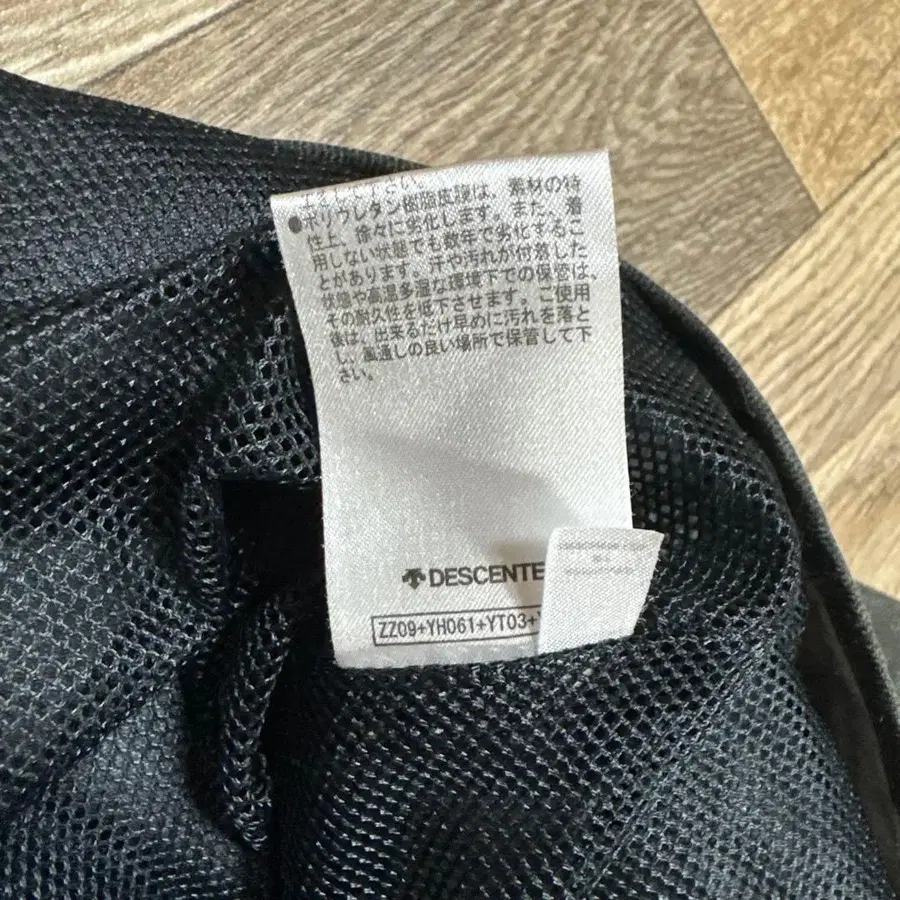 ●ポリウレタン樹脂皮膜は、素材の特
性上、徐々に劣化します。また、着
用しない状態でも数年で劣化するこ
とがあります。汗や汚れが付着した
状態や高温多湿な環境下での保管は、
その耐久性を低下させます。ご使用
後は、出来るだけ早めに汚れを落と
し、風通しの良い場所で保管して下
さい。
DESCENTE
ZZ09+YH061+YT03+